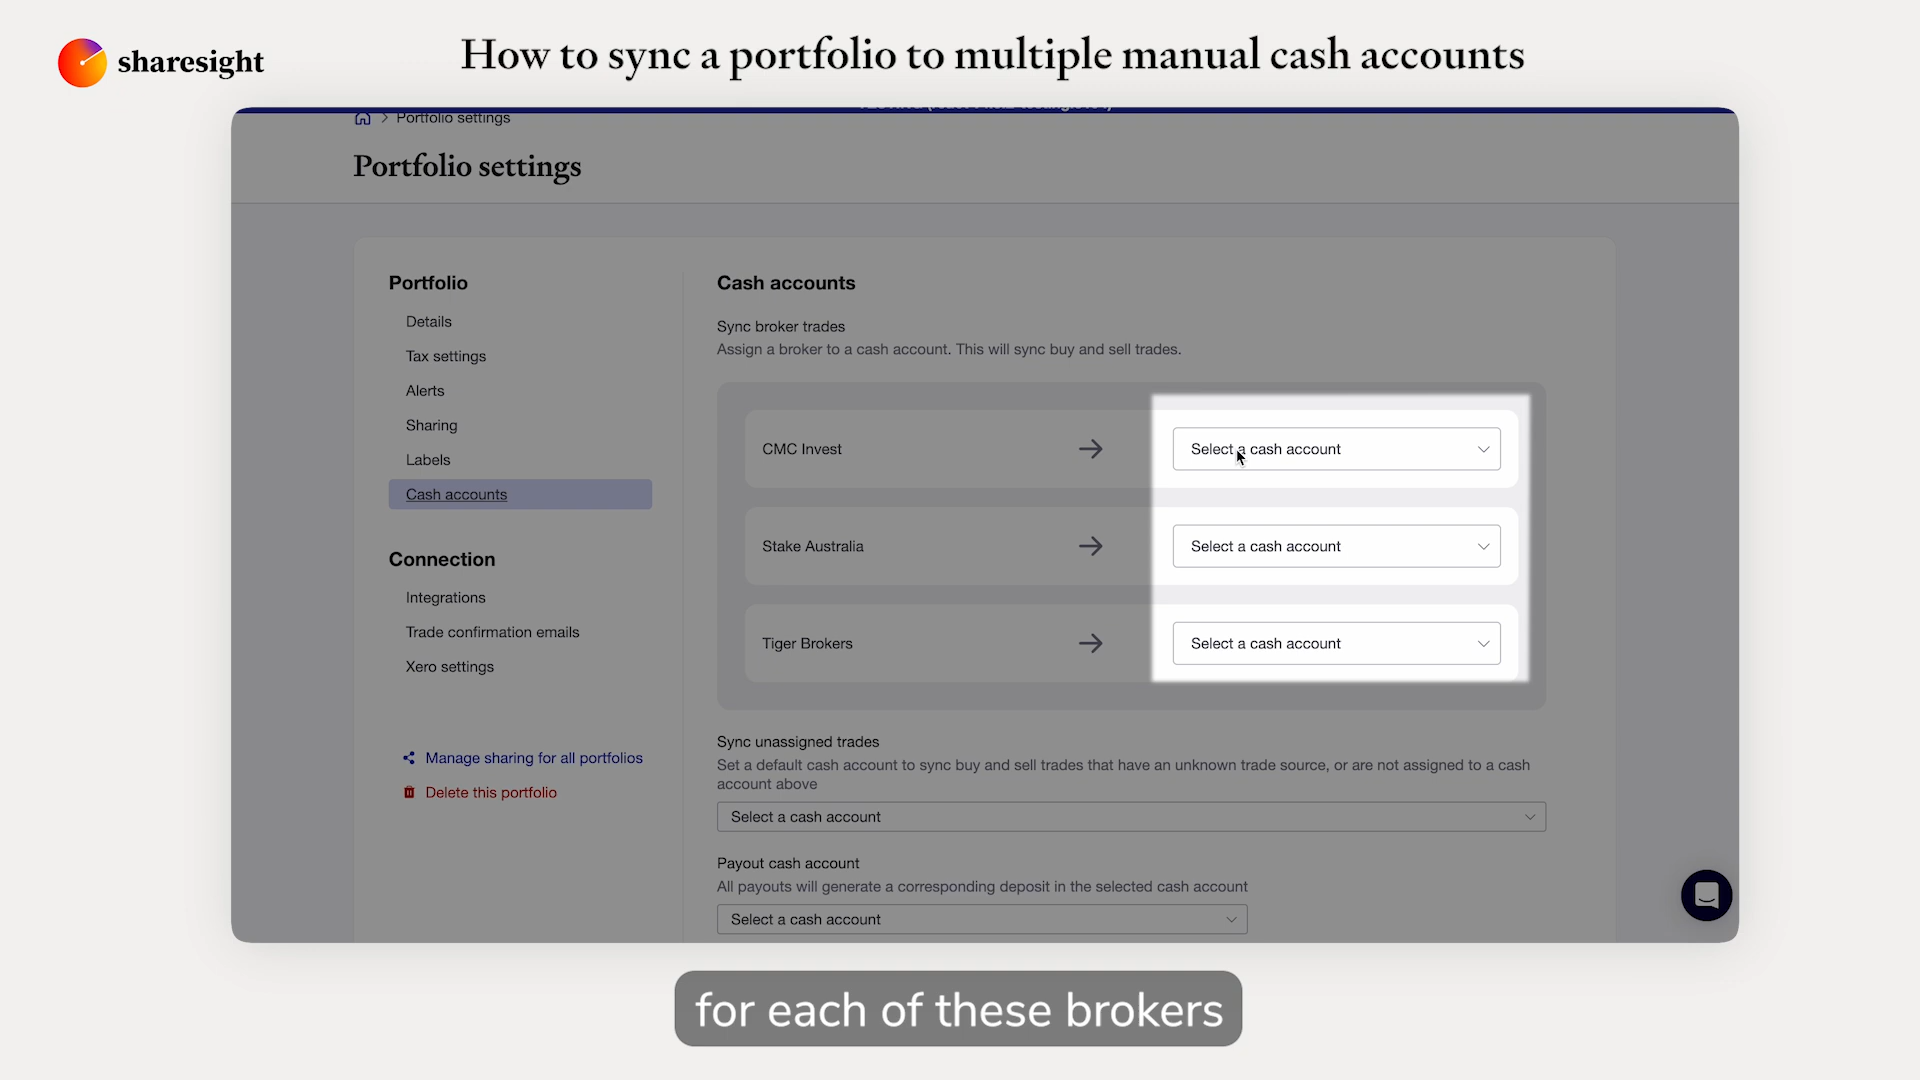 sharesight
How to sync a portfolio to multiple manual cash accounts
Portfolio settings
Portfolio settings
Portfolio
Details
Tax settings
Alerts
Sharing
Labels
Cash accounts
Connection
Integrations
Trade confirmation emails
Xero settings
Manage sharing for all portfolios
Delete this portfolio
Cash accounts
Sync broker trades
Assign a broker to a cash account. This will sync buy and sell trades.
CMC Invest
Select a cash account
Stake Australia
Select a cash account
Tiger Brokers
Select a cash account
Sync unassigned trades
Set a default cash account to sync buy and sell trades that have an unknown trade source, or are not assigned to a cash
account above
Select a cash account
Payout cash account
All payouts will generate a corresponding deposit in the selected cash account
Select a cash account
for each of these brokers